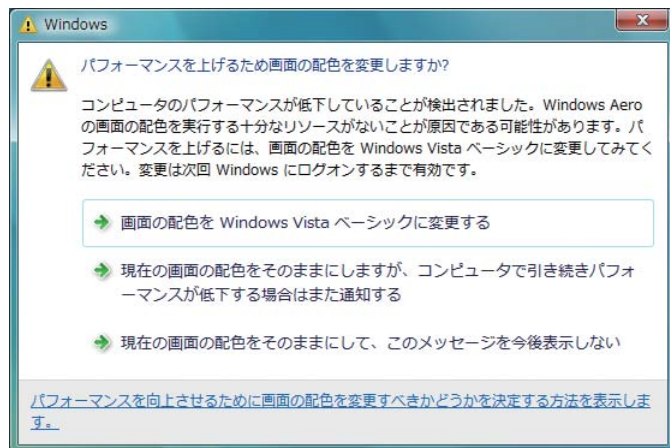 Windows
パフォーマンスを上げるため画面の配色を変更しますか?
コンピュータのパフォーマンスが低下していることが検出されました。Windows Aero
の画面の配色を実行する十分なリソースがないことが原因である可能性があります。パ
フォーマンスを上げるには、画面の配色を Windows Vista ベーシックに変更してみてく
ださい。変更は次回 Windows にログオンするまで有効です。
画面の配色を Windows Vista ベーシックに変更する
現在の画面の配色をそのままにしますが、コンピュータで引き続きパフォ
ーマンスが低下する場合はまた通知する
現在の画面の配色をそのままにして、このメッセージを今後表示しない
パフォーマンスを向上させるために画面の配色を変更すべきかどうかを決定する方法を表示しま
す。